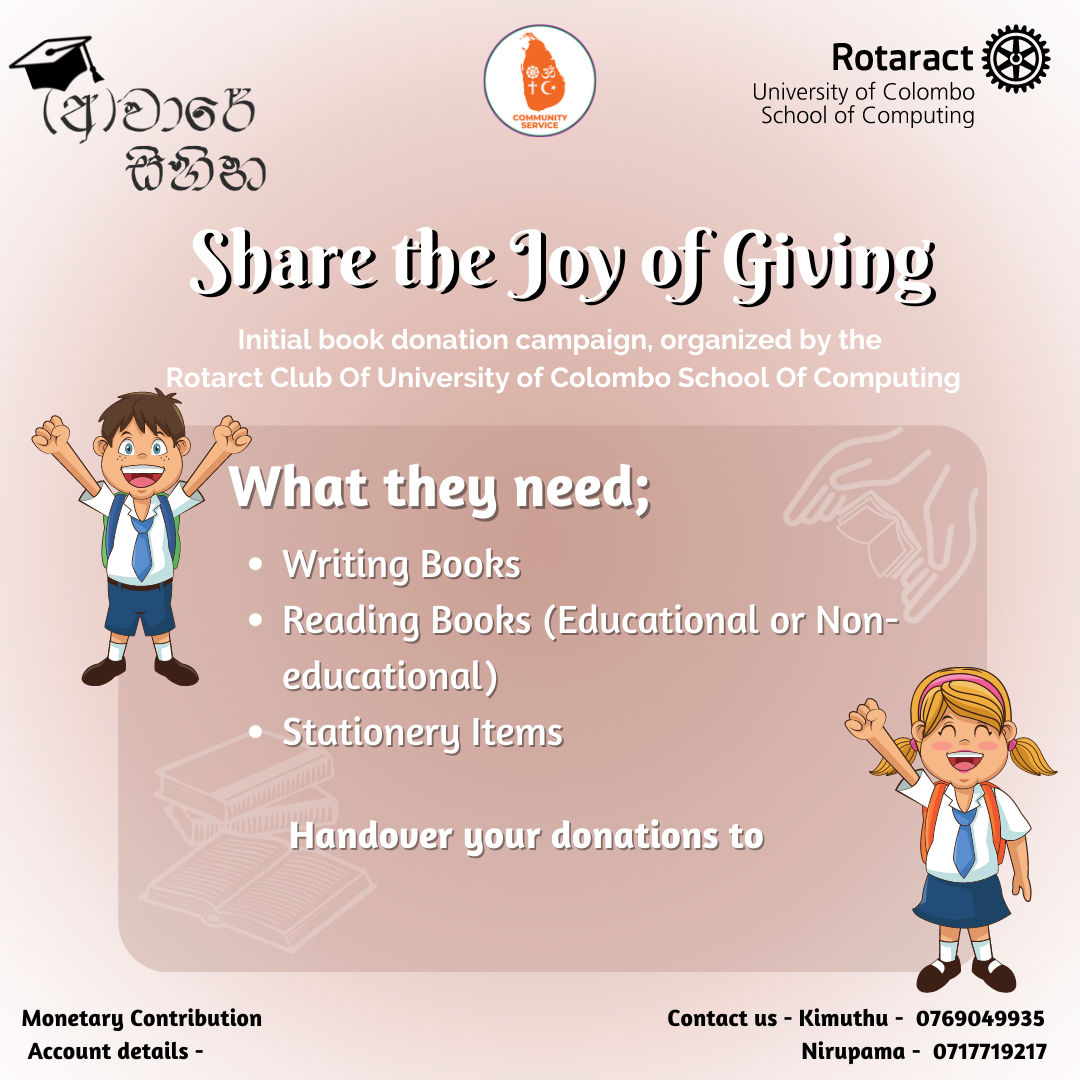 (අ)වාරේ
සිහින
COMMUNITY
SERVICE
Rotaract
University of Colombo
School of Computing
Share the Joy of Giving
Initial book donation campaign, organized by the
Rotarct Club Of University of Colombo School Of Computing
What they need;
• Writing Books
• Reading Books (Educational or Non-
educational)
• Stationery Items
Handover your donations to
Monetary Contribution
Account details -
Contact us - Kimuthu - 0769049935
Nirupama - 0717719217